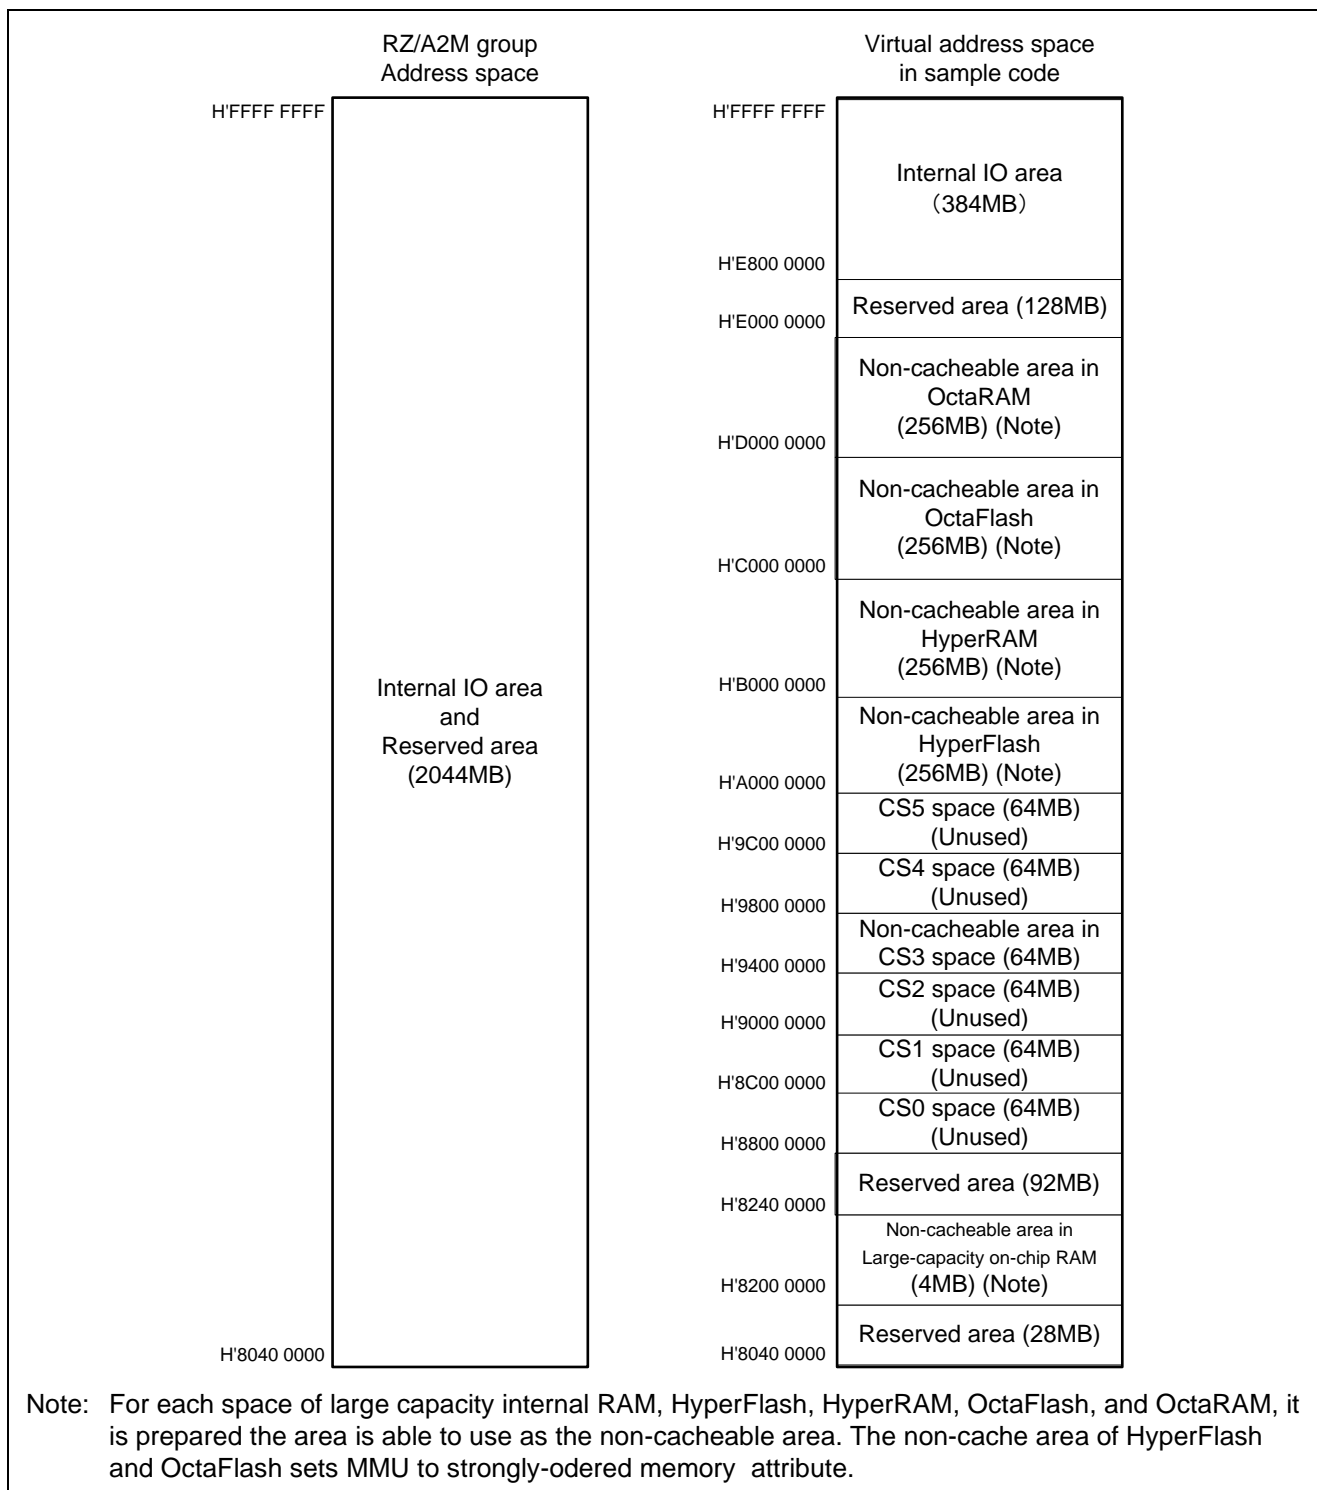 RZ/A2M group
Address space
H'FFFF FFFF
Internal IO area
and
Reserved area
(2044MB)
H'8040 0000
Virtual address space
in sample code
H'FFFF FFFF
Internal IO area
（384MB）
H'E800 0000
Reserved area (128MB)
H'E000 0000
Non-cacheable area in
OctaRAM
(256MB) (Note)
H'D000 0000
Non-cacheable area in
OctaFlash
(256MB) (Note)
H'C000 0000
Non-cacheable area in
HyperRAM
(256MB) (Note)
H'B000 0000
Non-cacheable area in
HyperFlash
(256MB) (Note)
H'A000 0000
CS5 space (64MB)
(Unused)
H'9C00 0000
CS4 space (64MB)
(Unused)
H'9800 0000
Non-cacheable area in
CS3 space (64MB)
H'9400 0000
CS2 space (64MB)
(Unused)
H'9000 0000
CS1 space (64MB)
(Unused)
H'8C00 0000
CS0 space (64MB)
(Unused)
H'8800 0000
Reserved area (92MB)
H'8240 0000
Non-cacheable area in
Large-capacity on-chip RAM
(4MB) (Note)
H'8200 0000
Reserved area (28MB)
H'8040 0000
Note: For each space of large capacity internal RAM, HyperFlash, HyperRAM, OctaFlash, and OctaRAM, it
is prepared the area is able to use as the non-cacheable area. The non-cache area of HyperFlash
and OctaFlash sets MMU to strongly-odered memory attribute.